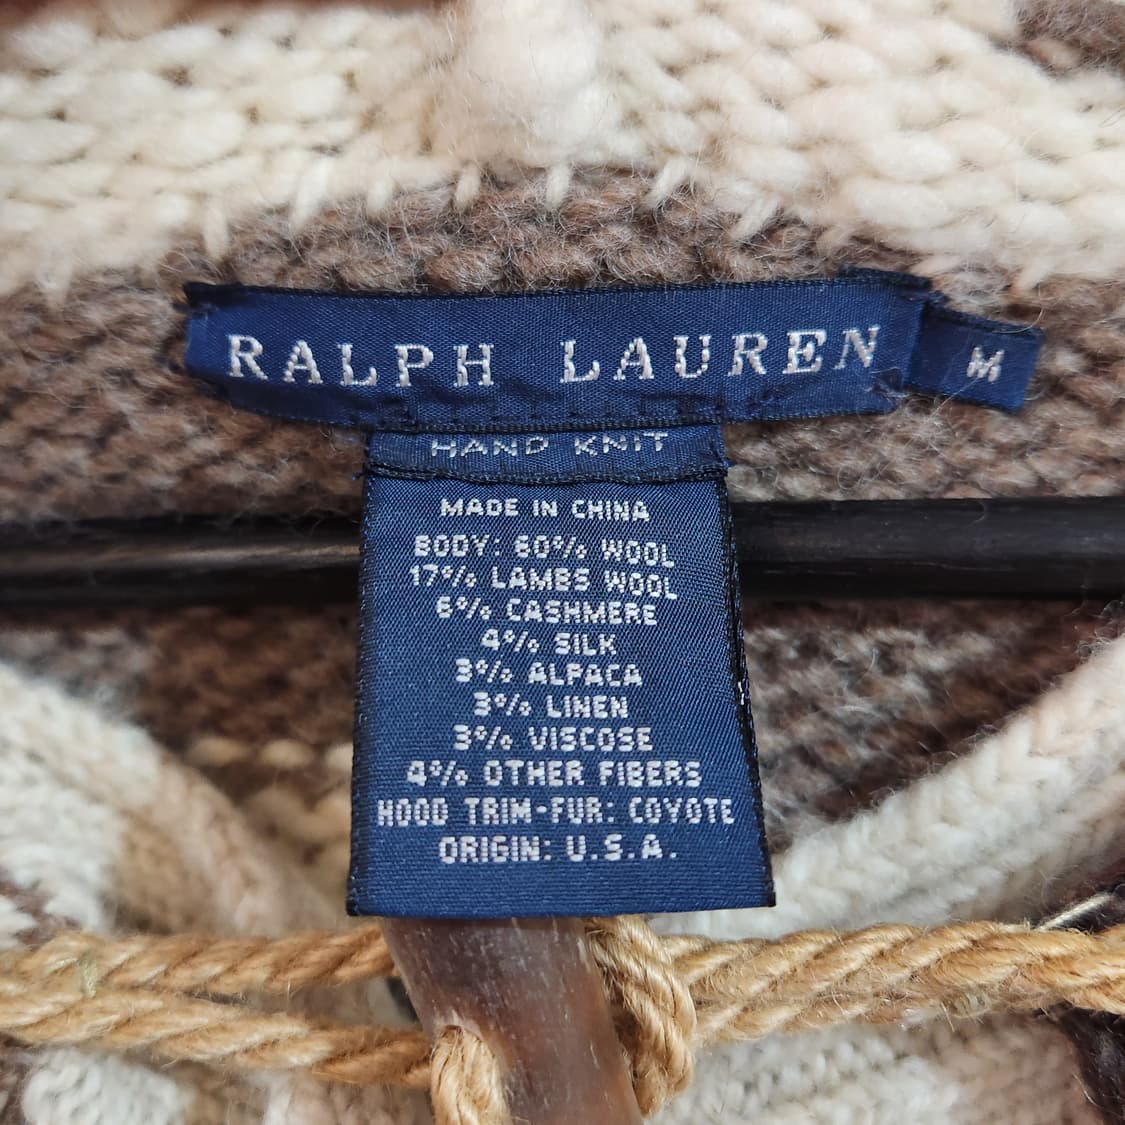 RALPH LAUREN
M
HAND KNIT
MADE IN CHINA
BODY: 60% WOOL
17% LAMBS WOOL
6% CASHMERE
4% SILK
3% ALPACA
3% LINEN
3% VISCOSE
4% OTHER FIBERS
HOOD TRIM-FUR: COYOTE
ORIGIN: U.S.A.